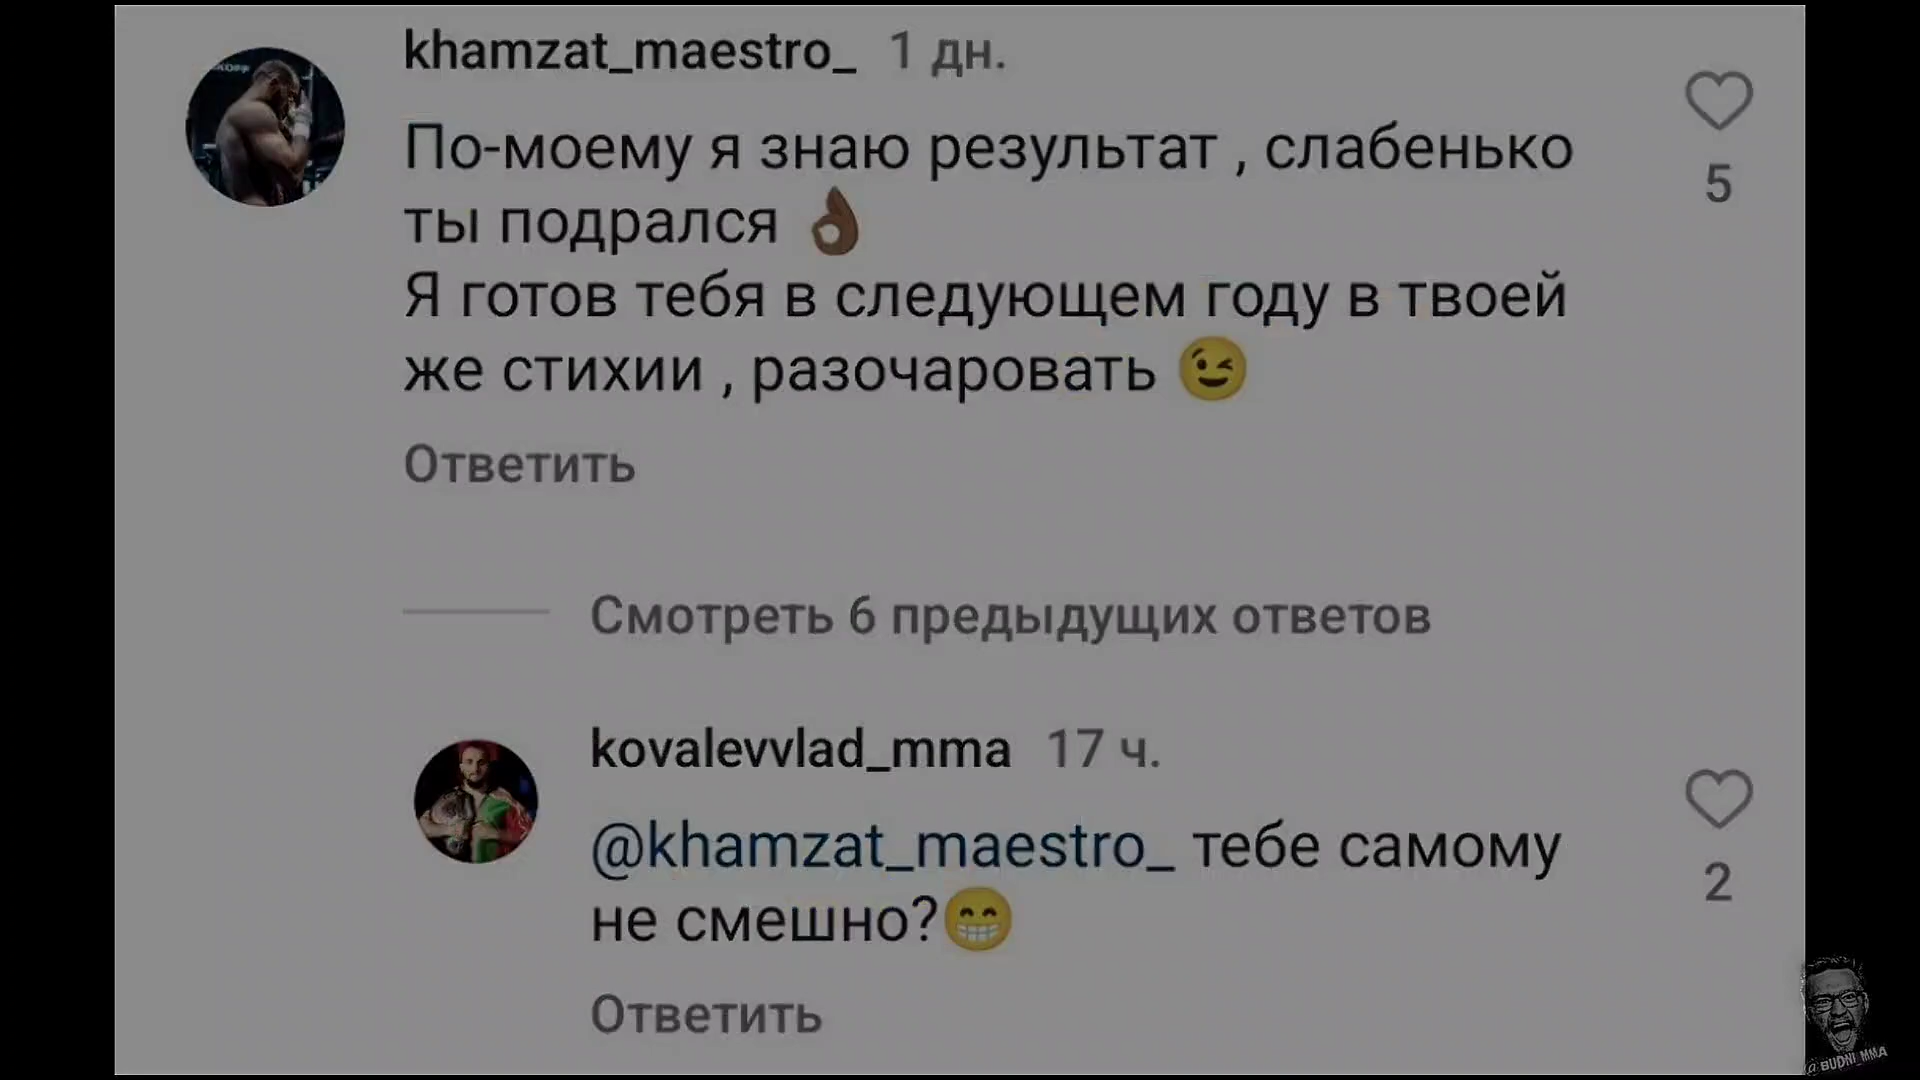 khamzat_maestro_ 1 дн.
По-моему я знаю результат , слабенько
ты подрался 👌🏾
5
Я готов тебя в следующем году в твоей
же стихии , разочаровать 😉
Ответить
Смотреть 6 предыдущих ответов
kovalevvlad_mma 17 ч.
@khamzat_maestro_ тебе самому
не смешно?😁
2
Ответить
@BUDNI_MMA